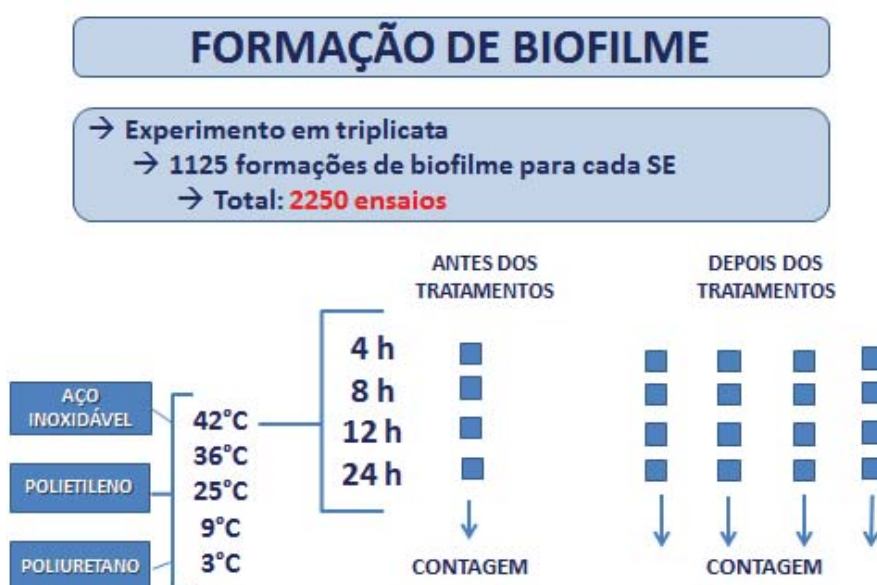 FORMAÇÃO DE BIOFILME
→ Experimento em triplicata
→ 1125 formações de biofilme para cada SE
→ Total: 2250 ensaios
ANTES DOS
TRATAMENTOS
DEPOIS DOS
TRATAMENTOS
4 h
8 h
12 h
24 h
AÇO
INOXIDÁVEL
POLIETILENO
POLIURETANO
42°C
36°C
25°C
9°C
3°C
CONTAGEM
CONTAGEM